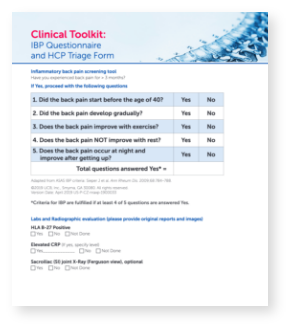 Clinical Toolkit:
IBP Questionnaire
and HCP Triage Form
Inflammatory back pain screening tool
Have you experienced back pain for > 3 months?
If Yes, proceed with the following questions
1. Did the back pain start before the age of 40? Yes No
2. Did the back pain develop gradually? Yes No
3. Does the back pain improve with exercise? Yes No
4. Does the back pain NOT improve with rest? Yes No
5. Does the back pain occur at night and
improve after getting up? Yes No
Total questions answered Yes* =
*Criteria for IBP are fulfilled if at least 4 of 5 questions are answered Yes.
Labs and Radiographic evaluation (please provide original reports and images)
HLA B-27 Positive
Yes No Not Done
Elevated CRP (if yes, specify level)
Yes No Not Done
Sacroiliac (SI) joint X-Ray (Ferguson view), optional
Yes No Not Done